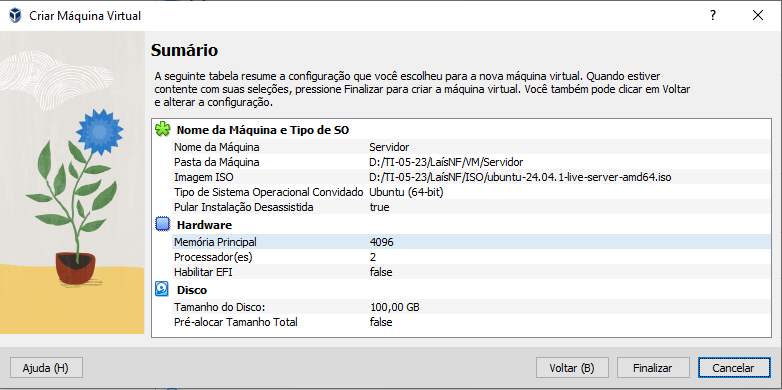 Criar Máquina Virtual
Sumário
A seguinte tabela resume a configuração que você escolheu para a nova máquina virtual. Quando estiver
contente com suas seleções, pressione Finalizar para criar a máquina virtual. Você também pode clicar em Voltar
e alterar a configuração.
Nome da Máquina e Tipo de SO
Nome da Máquina Servidor
Pasta da Máquina D:/TI-05-23/LaísNF/VM/Servidor
Imagem ISO D:/TI-05-23/LaísNF/ISO/ubuntu-24.04.1-live-server-amd64.iso
Tipo de Sistema Operacional Convidado Ubuntu (64-bit)
Pular Instalação Desassistida true
Hardware
Memória Principal 4096
Processador(es) 2
Habilitar EFI false
Disco
Tamanho do Disco: 100,00 GB
Pré-alocar Tamanho Total false
Ajuda (H) Voltar (B) Finalizar Cancelar